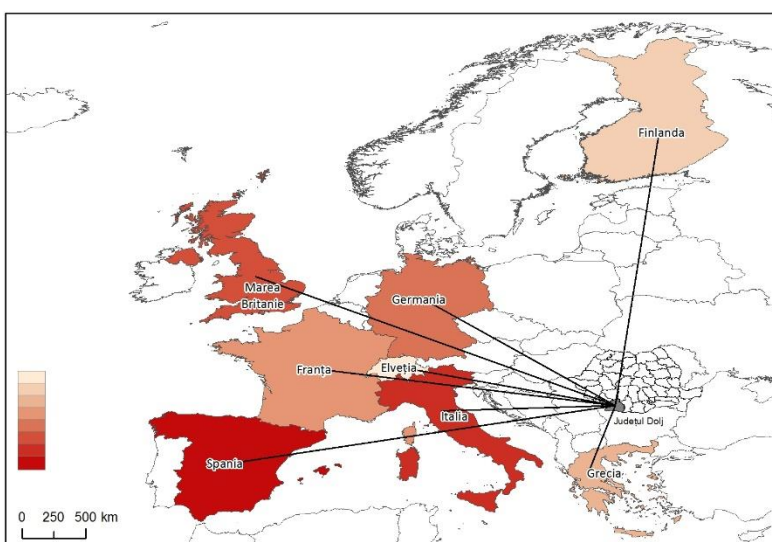 Finlanda
Marea
Britanie
Germania
Franța
Elveția
Italia
Județul Dolj
Spania
Grecia
0 250 500 km